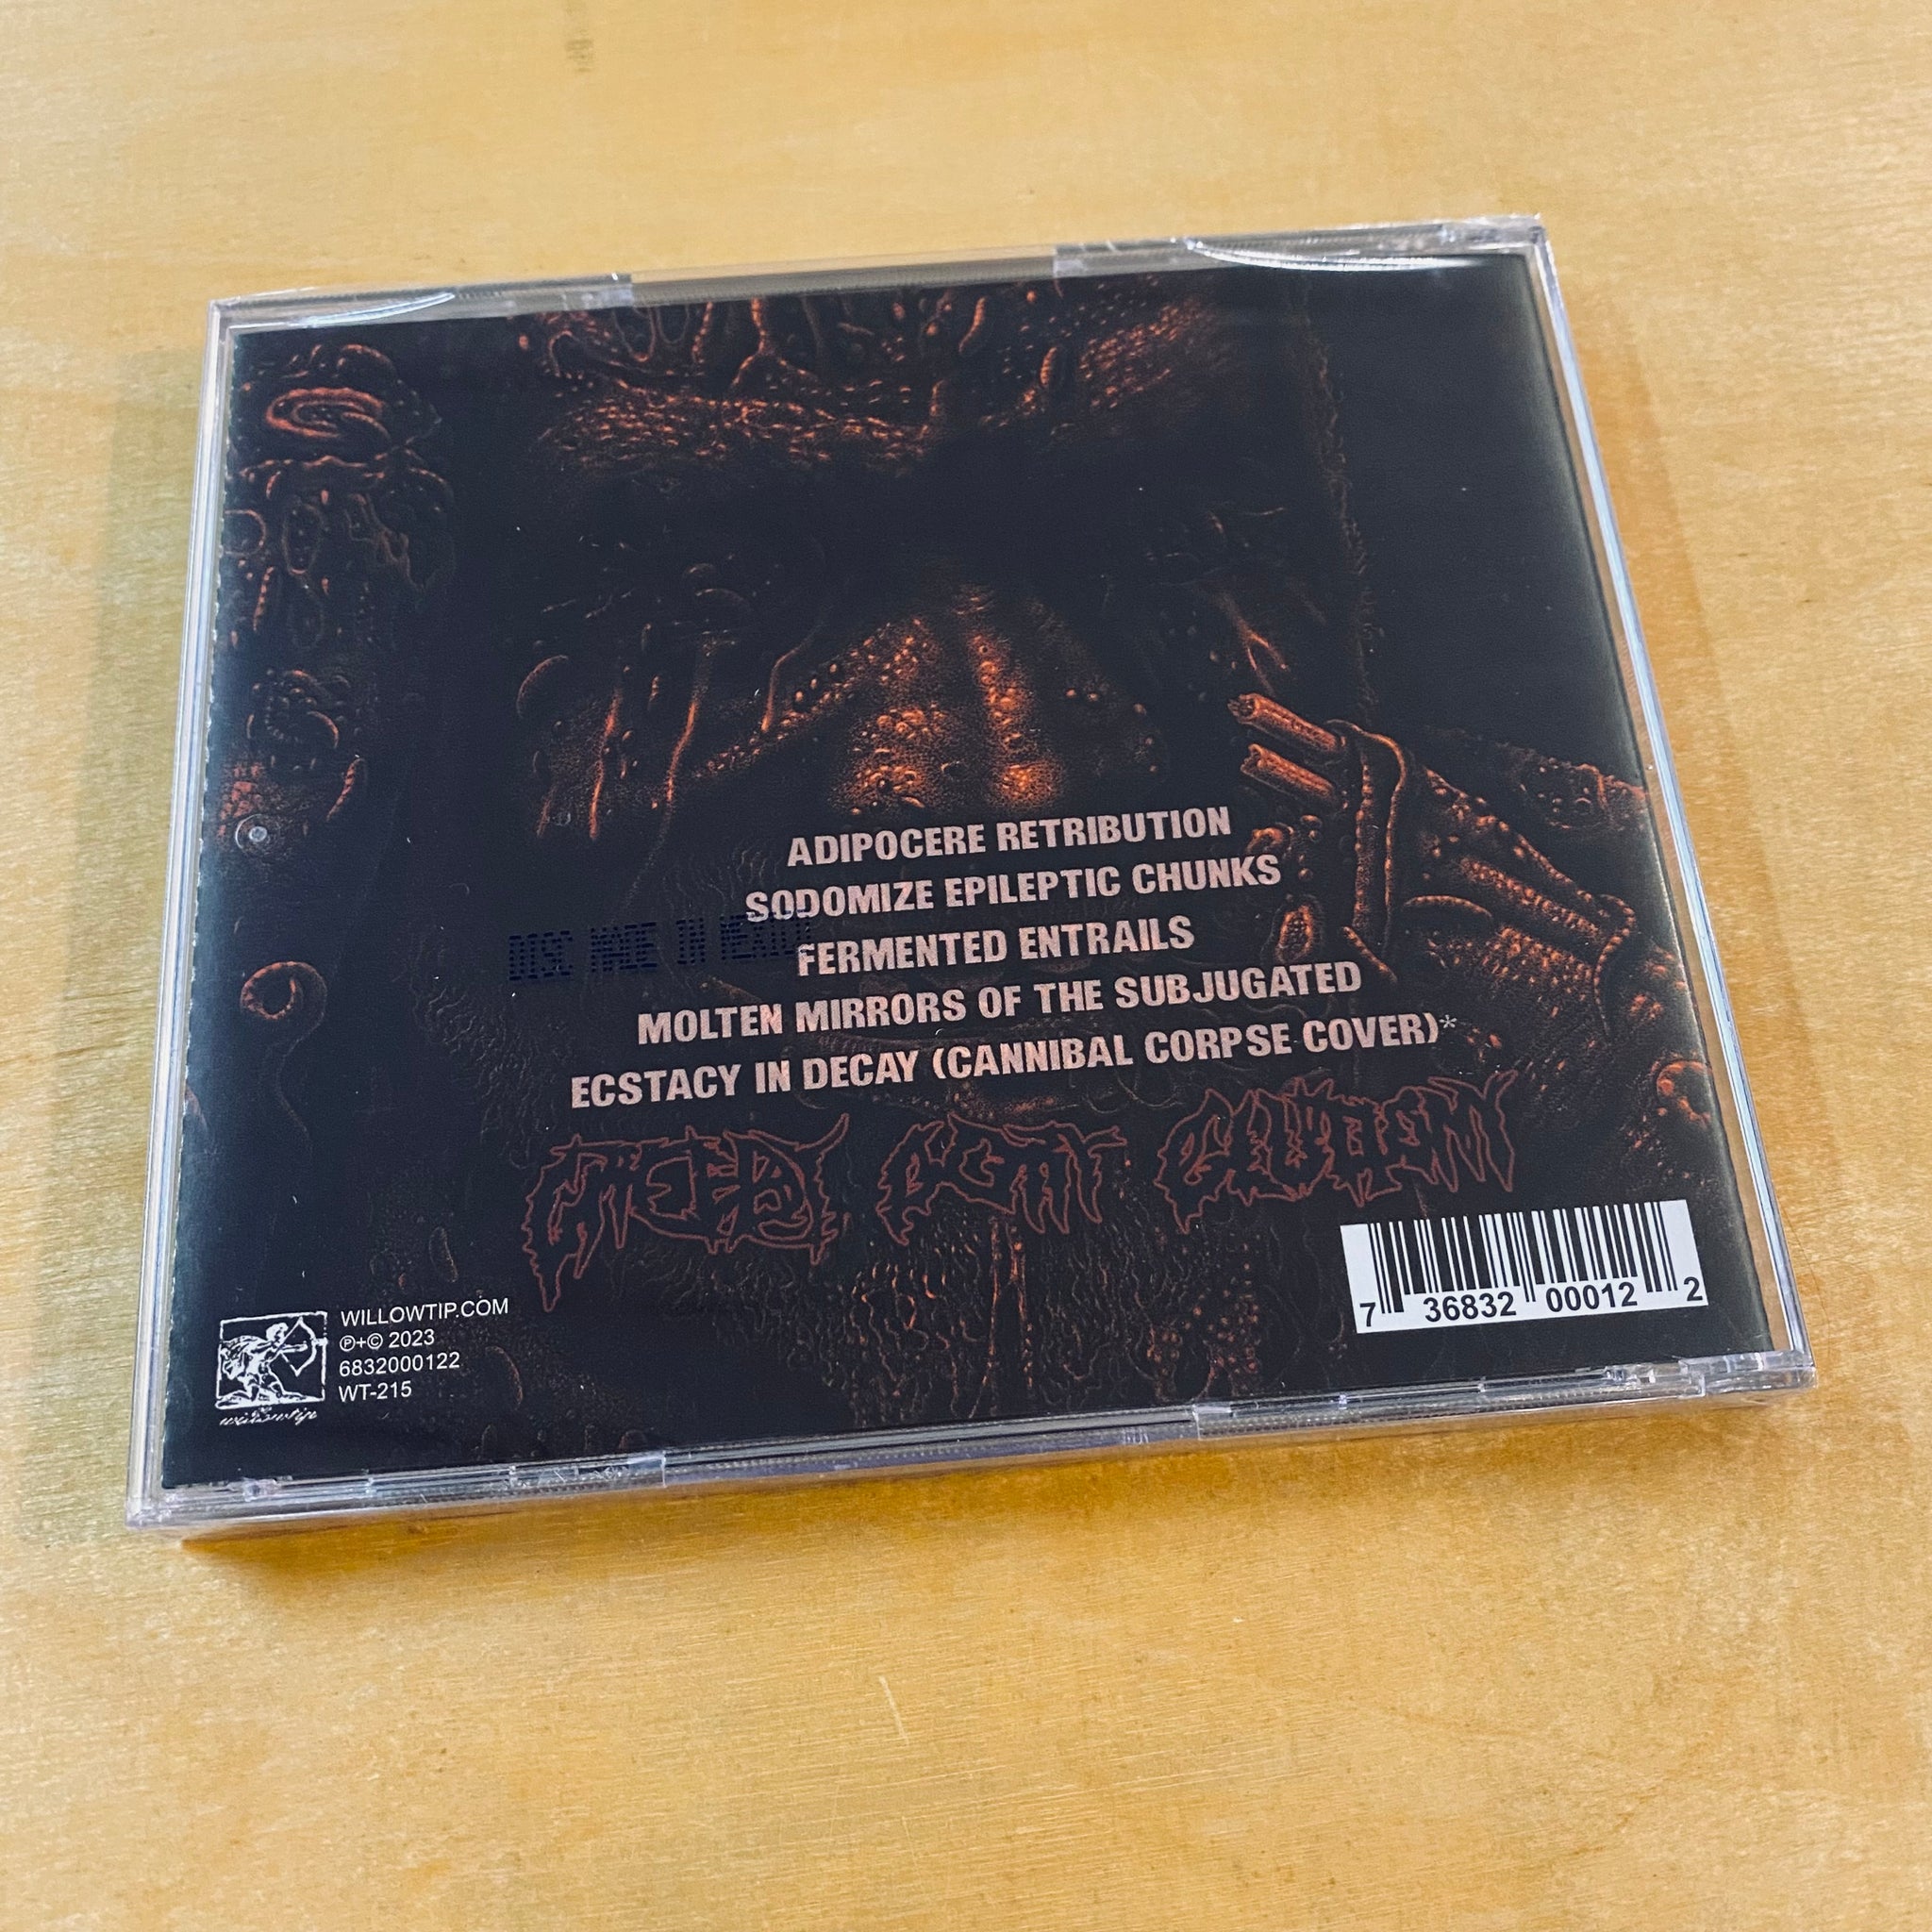 ADIPOCERE RETRIBUTION
SODOMIZE EPILEPTIC CHUNKS
DISC MADE IN MEXICO
FERMENTED ENTRAILS
MOLTEN MIRRORS OF THE SUBJUGATED
ECSTACY IN DECAY (CANNIBAL CORPSE COVER)*
WILLOWTIP.COM
℗+© 2023
6832000122
WT-215
willowtip
7 36832 00012 2